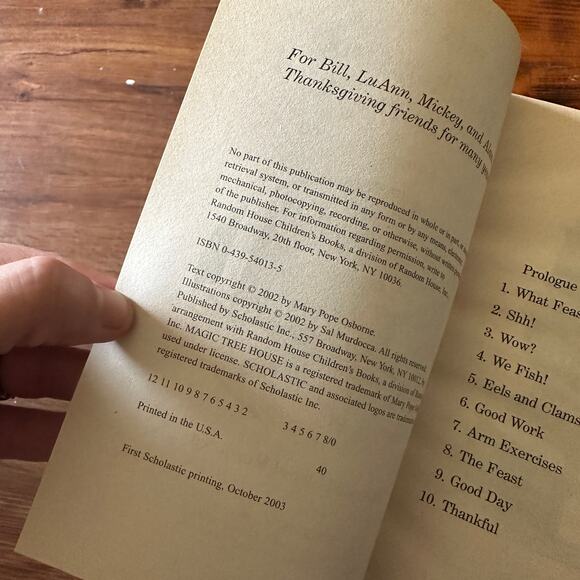 For Bill, LuAnn, Mickey, and
Thanksgiving friends for many
No part of this publication may be reproduced in whole or in part, or
retrieval system, or transmitted in any form or by any means, electronic,
mechanical, photocopying, recording, or otherwise, without written permission
of the publisher. For information regarding permission, write to
Random House Children's Books, a division of Random House, Inc.,
1540 Broadway, 20th floor, New York, NY 10036.
ISBN 0-439-54013-5
Text copyright © 2002 by Mary Pope Osborne.
Illustrations copyright © 2002 by Sal Murdocca. All rights reserved.
Published by Scholastic Inc., 557 Broadway, New York, NY 10012, by
arrangement with Random House Children's Books, a division of
Inc. MAGIC TREE HOUSE is a registered trademark of Mary Pope
used under license. SCHOLASTIC and associated logos are
registered trademarks of Scholastic Inc.
12 11 10 9 8 7 6 5 4 3 2 3 4 5 6 7 8/0
Printed in the U.S.A. 40
First Scholastic printing, October 2003
Prologue
1. What
2. Shh!
3. Wow?
4. We Fish!
5. Eels and Clams
6. Good Work
7. Arm Exercises
8. The Feast
9. Good Day
10. Thankful